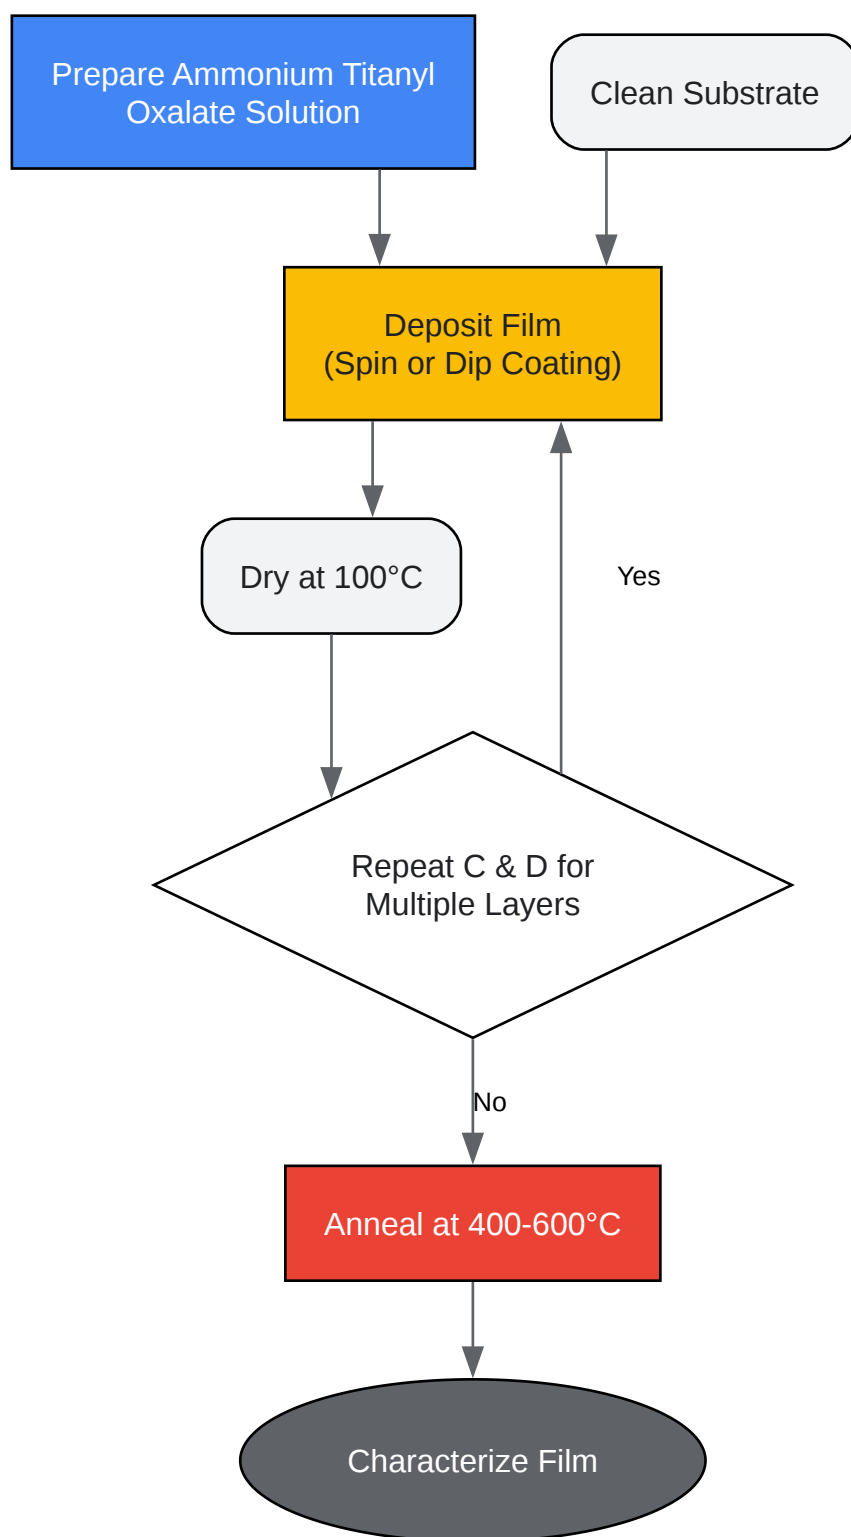 Prepare Ammonium Titanyl
Oxalate Solution
Clean Substrate
Deposit Film
(Spin or Dip Coating)
Dry at 100°C
Yes
Repeat C & D for
Multiple Layers
No
Anneal at 400-600°C
Characterize Film